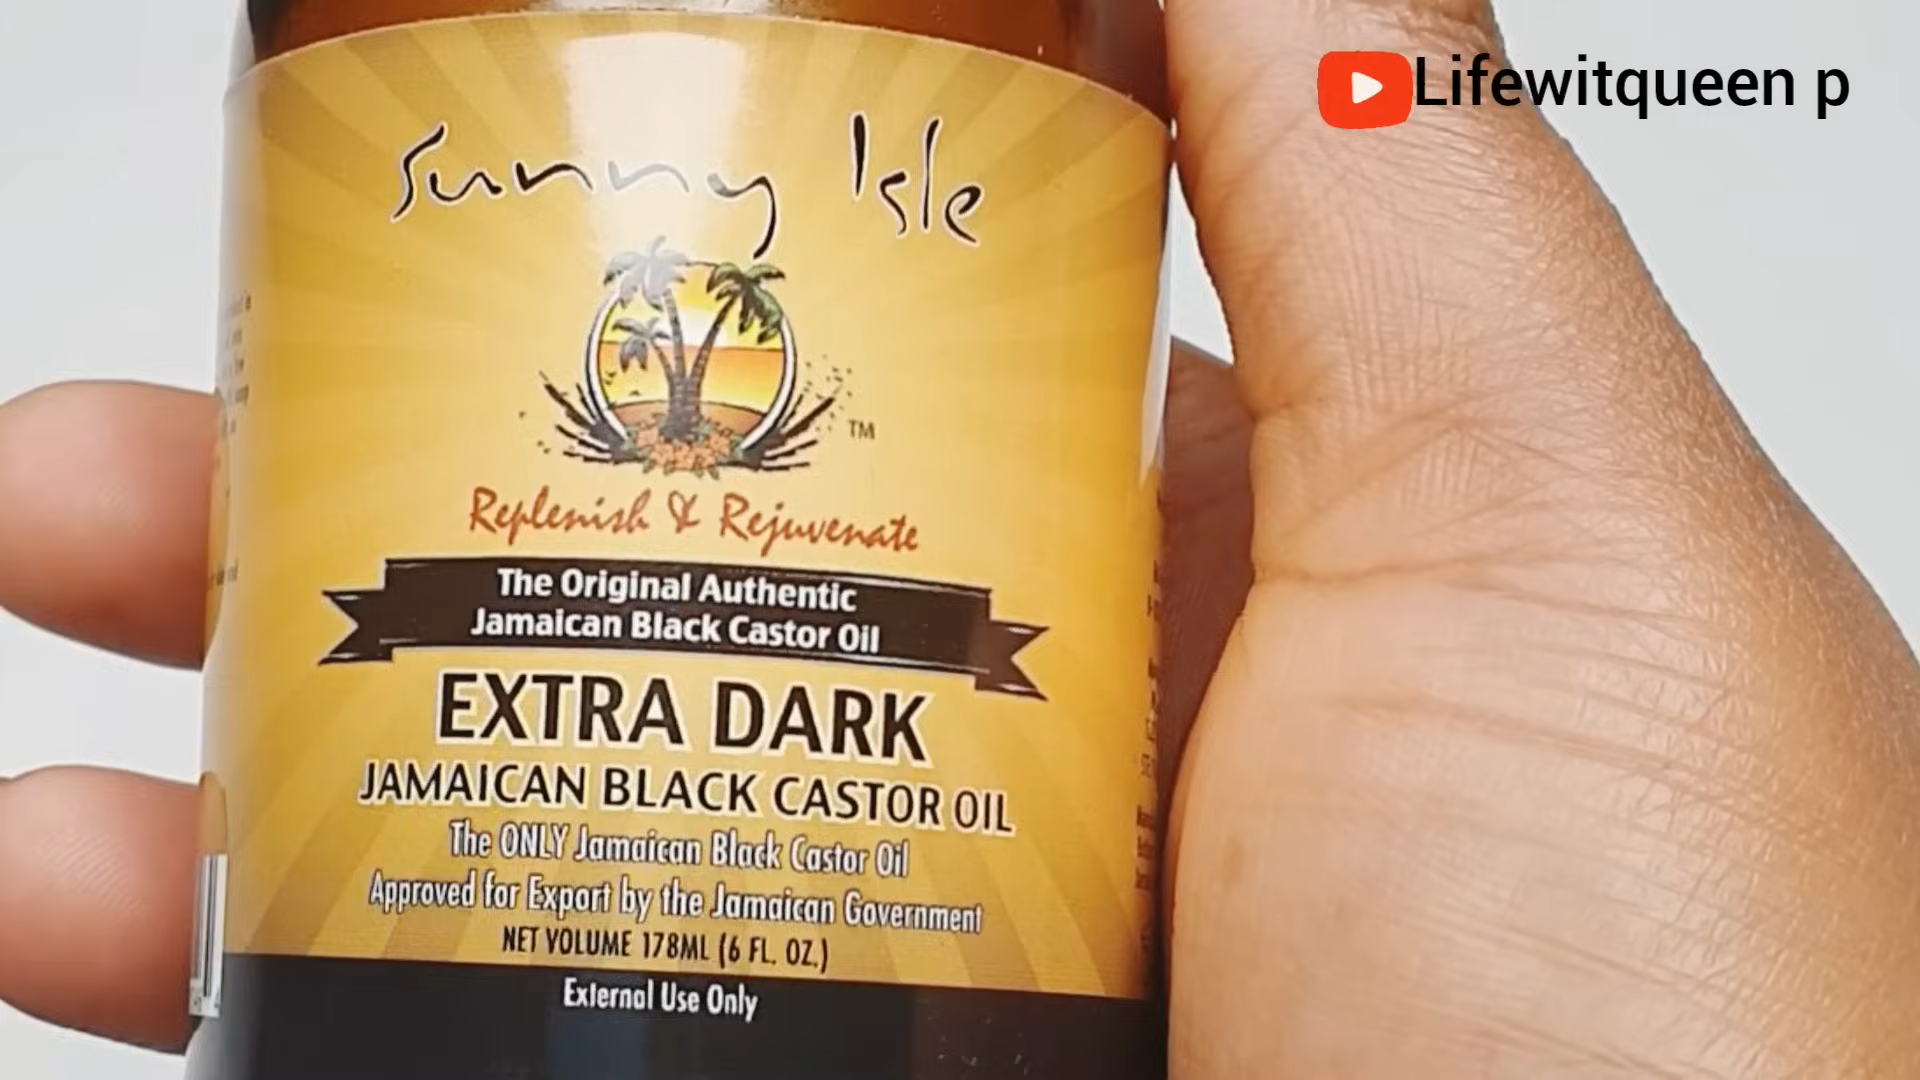 Lifewitqueen p
Sunny Isle
TM
Replenish & Rejuvenate
The Original Authentic
Jamaican Black Castor Oil
EXTRA DARK
JAMAICAN BLACK CASTOR OIL
The ONLY Jamaican Black Castor Oil
Approved for Export by the Jamaican Government
NET VOLUME 178ML (6 FL. OZ.)
External Use Only